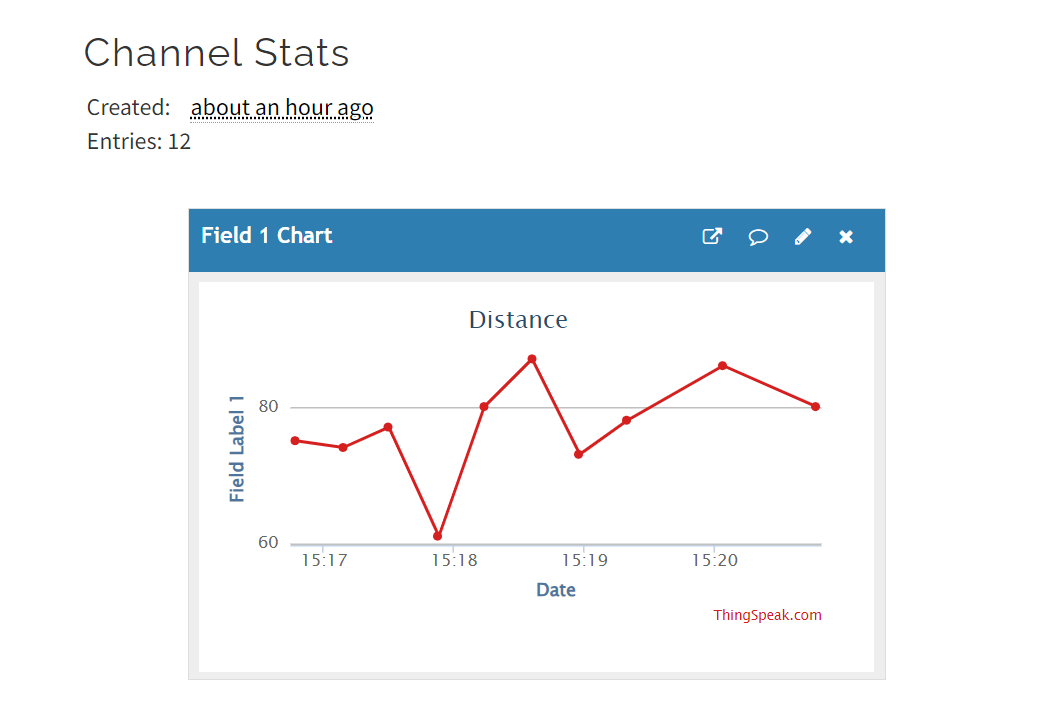 Channel Stats
Created: about an hour ago
Entries: 12
Field 1 Chart
Distance
Field Label 1
80
60
15:17 15:18 15:19 15:20
Date
ThingSpeak.com